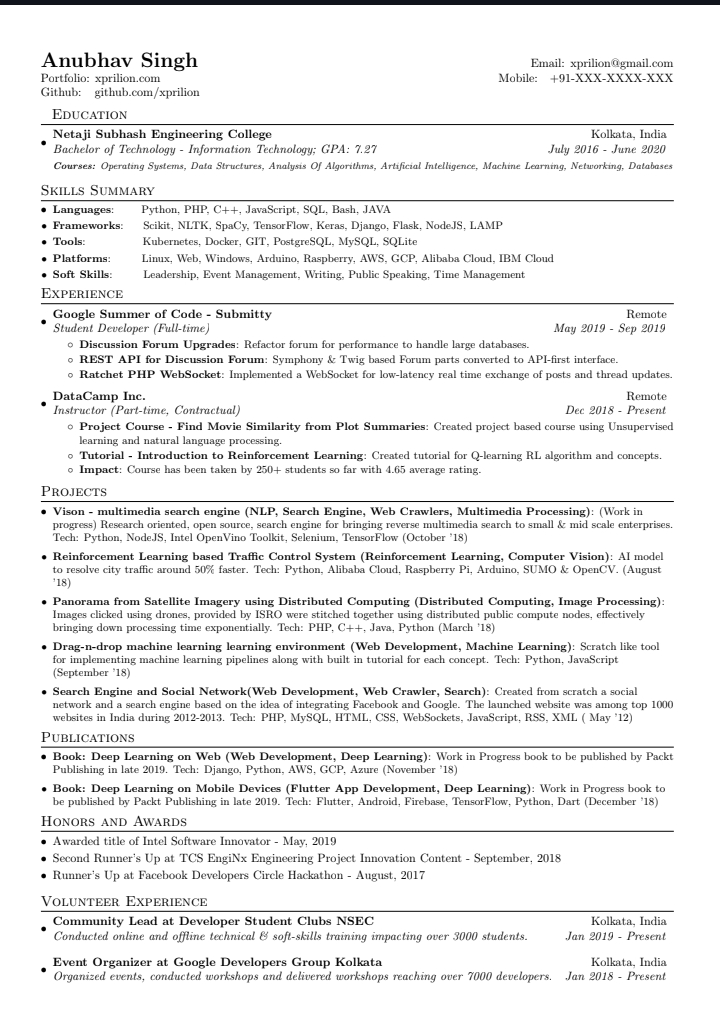 Anubhav Singh
Email: xprilion@gmail.com
Portfolio: xprilion.com
Mobile: +91-XXX-XXXX-XXX
Github: github.com/xprilion
Education
• Netaji Subhash Engineering College Kolkata, India
Bachelor of Technology - Information Technology; GPA: 7.27 July 2016 - June 2020
Courses: Operating Systems, Data Structures, Analysis Of Algorithms, Artificial Intelligence, Machine Learning, Networking, Databases
Skills Summary
• Languages: Python, PHP, C++, JavaScript, SQL, Bash, JAVA
• Frameworks: Scikit, NLTK, SpaCy, TensorFlow, Keras, Django, Flask, NodeJS, LAMP
• Tools: Kubernetes, Docker, GIT, PostgreSQL, MySQL, SQLite
• Platforms: Linux, Web, Windows, Arduino, Raspberry, AWS, GCP, Alibaba Cloud, IBM Cloud
• Soft Skills: Leadership, Event Management, Writing, Public Speaking, Time Management
Experience
• Google Summer of Code - Submitty Remote
Student Developer (Full-time) May 2019 - Sep 2019
◦ Discussion Forum Upgrades: Refactor forum for performance to handle large databases.
◦ REST API for Discussion Forum: Symphony & Twig based Forum parts converted to API-first interface.
◦ Ratchet PHP WebSocket: Implemented a WebSocket for low-latency real time exchange of posts and thread updates.
• DataCamp Inc. Remote
Instructor (Part-time, Contractual) Dec 2018 - Present
◦ Project Course - Find Movie Similarity from Plot Summaries: Created project based course using Unsupervised
learning and natural language processing.
◦ Tutorial - Introduction to Reinforcement Learning: Created tutorial for Q-learning RL algorithm and concepts.
◦ Impact: Course has been taken by 250+ students so far with 4.65 average rating.
Projects
• Vison - multimedia search engine (NLP, Search Engine, Web Crawlers, Multimedia Processing): (Work in
progress) Research oriented, open source, search engine for bringing reverse multimedia search to small & mid scale enterprises.
Tech: Python, NodeJS, Intel OpenVino Toolkit, Selenium, TensorFlow (October '18)
• Reinforcement Learning based Traffic Control System (Reinforcement Learning, Computer Vision): AI model
to resolve city traffic around 50% faster. Tech: Python, Alibaba Cloud, Raspberry Pi, Arduino, SUMO & OpenCV. (August
'18)
• Panorama from Satellite Imagery using Distributed Computing (Distributed Computing, Image Processing):
Images clicked using drones, provided by ISRO were stitched together using distributed public compute nodes, effectively
bringing down processing time exponentially. Tech: PHP, C++, Java, Python (March '18)
• Drag-n-drop machine learning learning environment (Web Development, Machine Learning): Scratch like tool
for implementing machine learning pipelines along with built in tutorial for each concept. Tech: Python, JavaScript
(September '18)
• Search Engine and Social Network(Web Development, Web Crawler, Search): Created from scratch a social
network and a search engine based on the idea of integrating Facebook and Google. The launched website was among top 1000
websites in India during 2012-2013. Tech: PHP, MySQL, HTML, CSS, WebSockets, JavaScript, RSS, XML ( May '12)
Publications
• Book: Deep Learning on Web (Web Development, Deep Learning): Work in Progress book to be published by Packt
Publishing in late 2019. Tech: Django, Python, AWS, GCP, Azure (November '18)
• Book: Deep Learning on Mobile Devices (Flutter App Development, Deep Learning): Work in Progress book to
be published by Packt Publishing in late 2019. Tech: Flutter, Android, Firebase, TensorFlow, Python, Dart (December '18)
Honors and Awards
• Awarded title of Intel Software Innovator - May, 2019
• Second Runner's Up at TCS EngiNx Engineering Project Innovation Content - September, 2018
• Runner's Up at Facebook Developers Circle Hackathon - August, 2017
Volunteer Experience
• Community Lead at Developer Student Clubs NSEC Kolkata, India
Conducted online and offline technical & soft-skills training impacting over 3000 students. Jan 2019 - Present
• Event Organizer at Google Developers Group Kolkata Kolkata, India
Organized events, conducted workshops and delivered workshops reaching over 7000 developers. Jan 2018 - Present